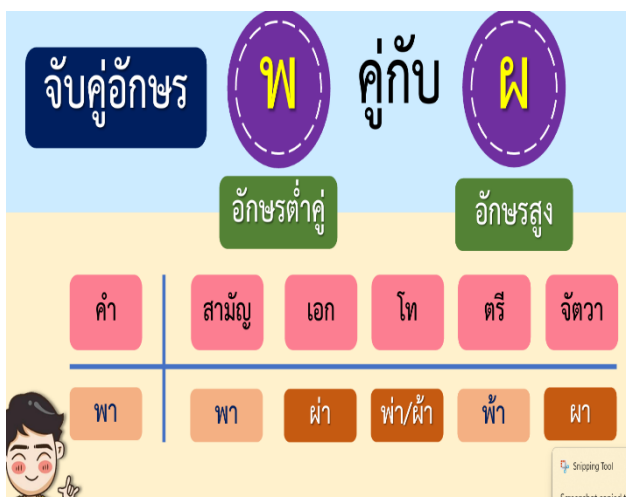 จับคู่อักษร พ คู่กับ ผ
อักษรต่ำคู่ อักษรสูง
คำ สามัญ เอก โท ตรี จัตวา
พา พา ผ่า พ่า/ผ้า พ้า ผา
Snipping Tool